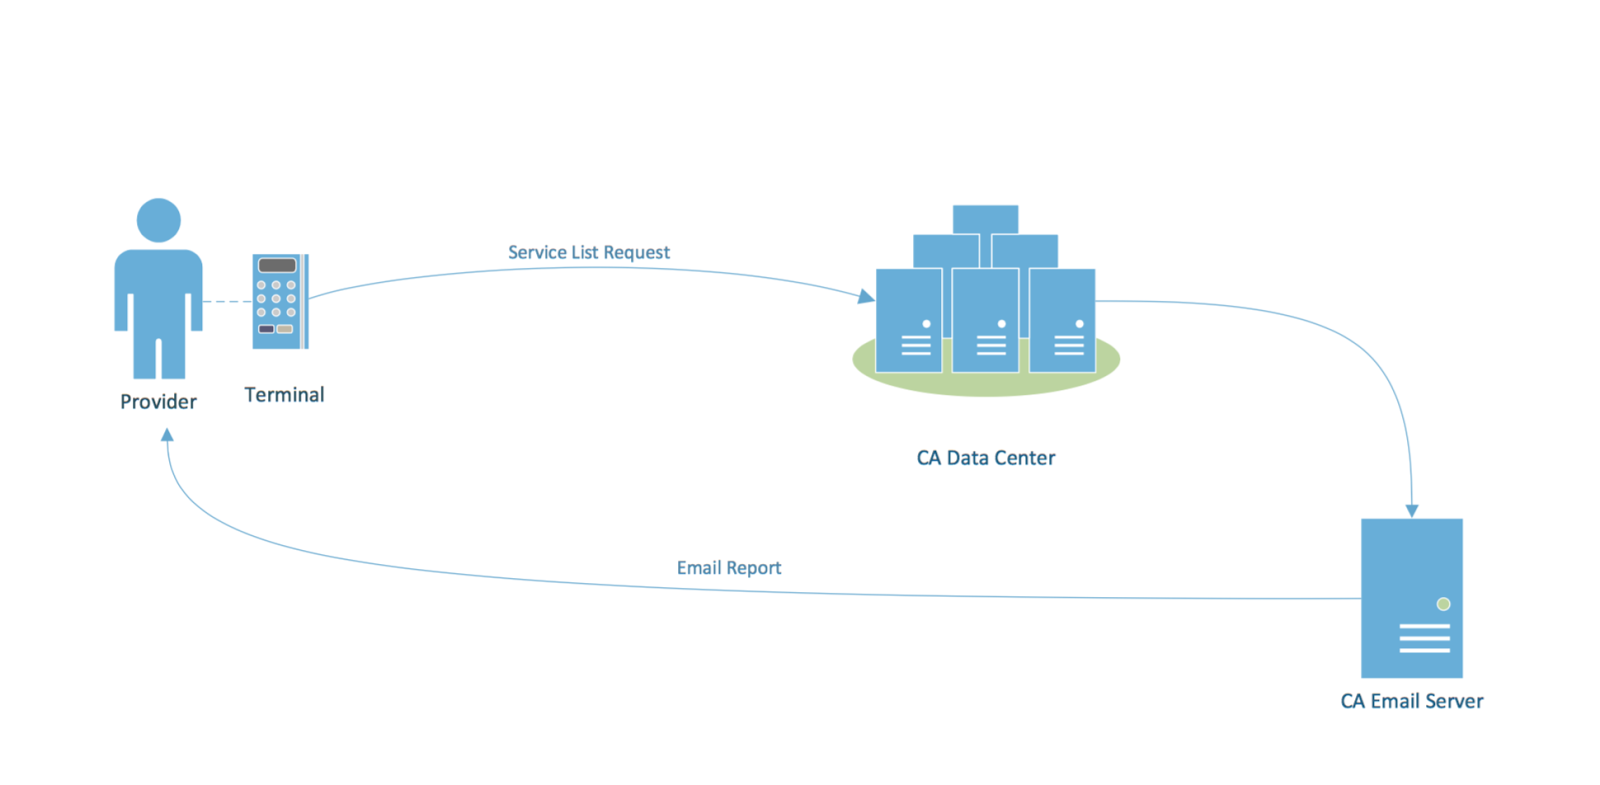 Service List Request
Provider
Terminal
CA Data Center
Email Report
CA Email Server